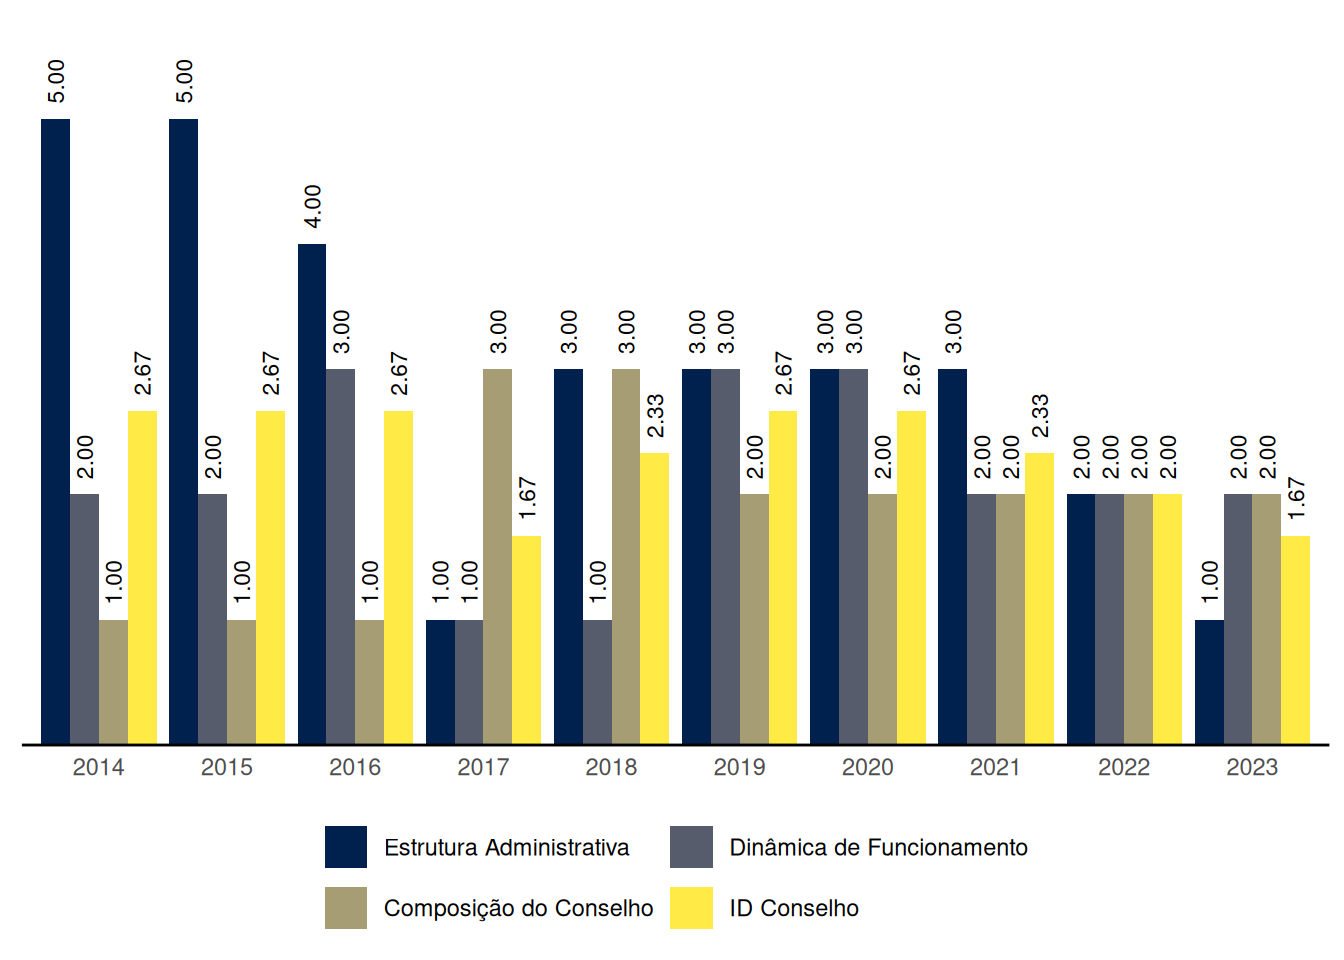 5.00 2.00 1.00 2.67 5.00 2.00 1.00 2.67 4.00 3.00 1.00 2.67 1.00 1.00 3.00 1.67 3.00 1.00 3.00 2.33 3.00 3.00 2.00 2.67 3.00 3.00 2.00 2.67 3.00 2.00 2.00 2.33 2.00 2.00 2.00 2.00 1.00 2.00 2.00 1.67
2014 2015 2016 2017 2018 2019 2020 2021 2022 2023
Estrutura Administrativa Dinâmica de Funcionamento
Composição do Conselho ID Conselho